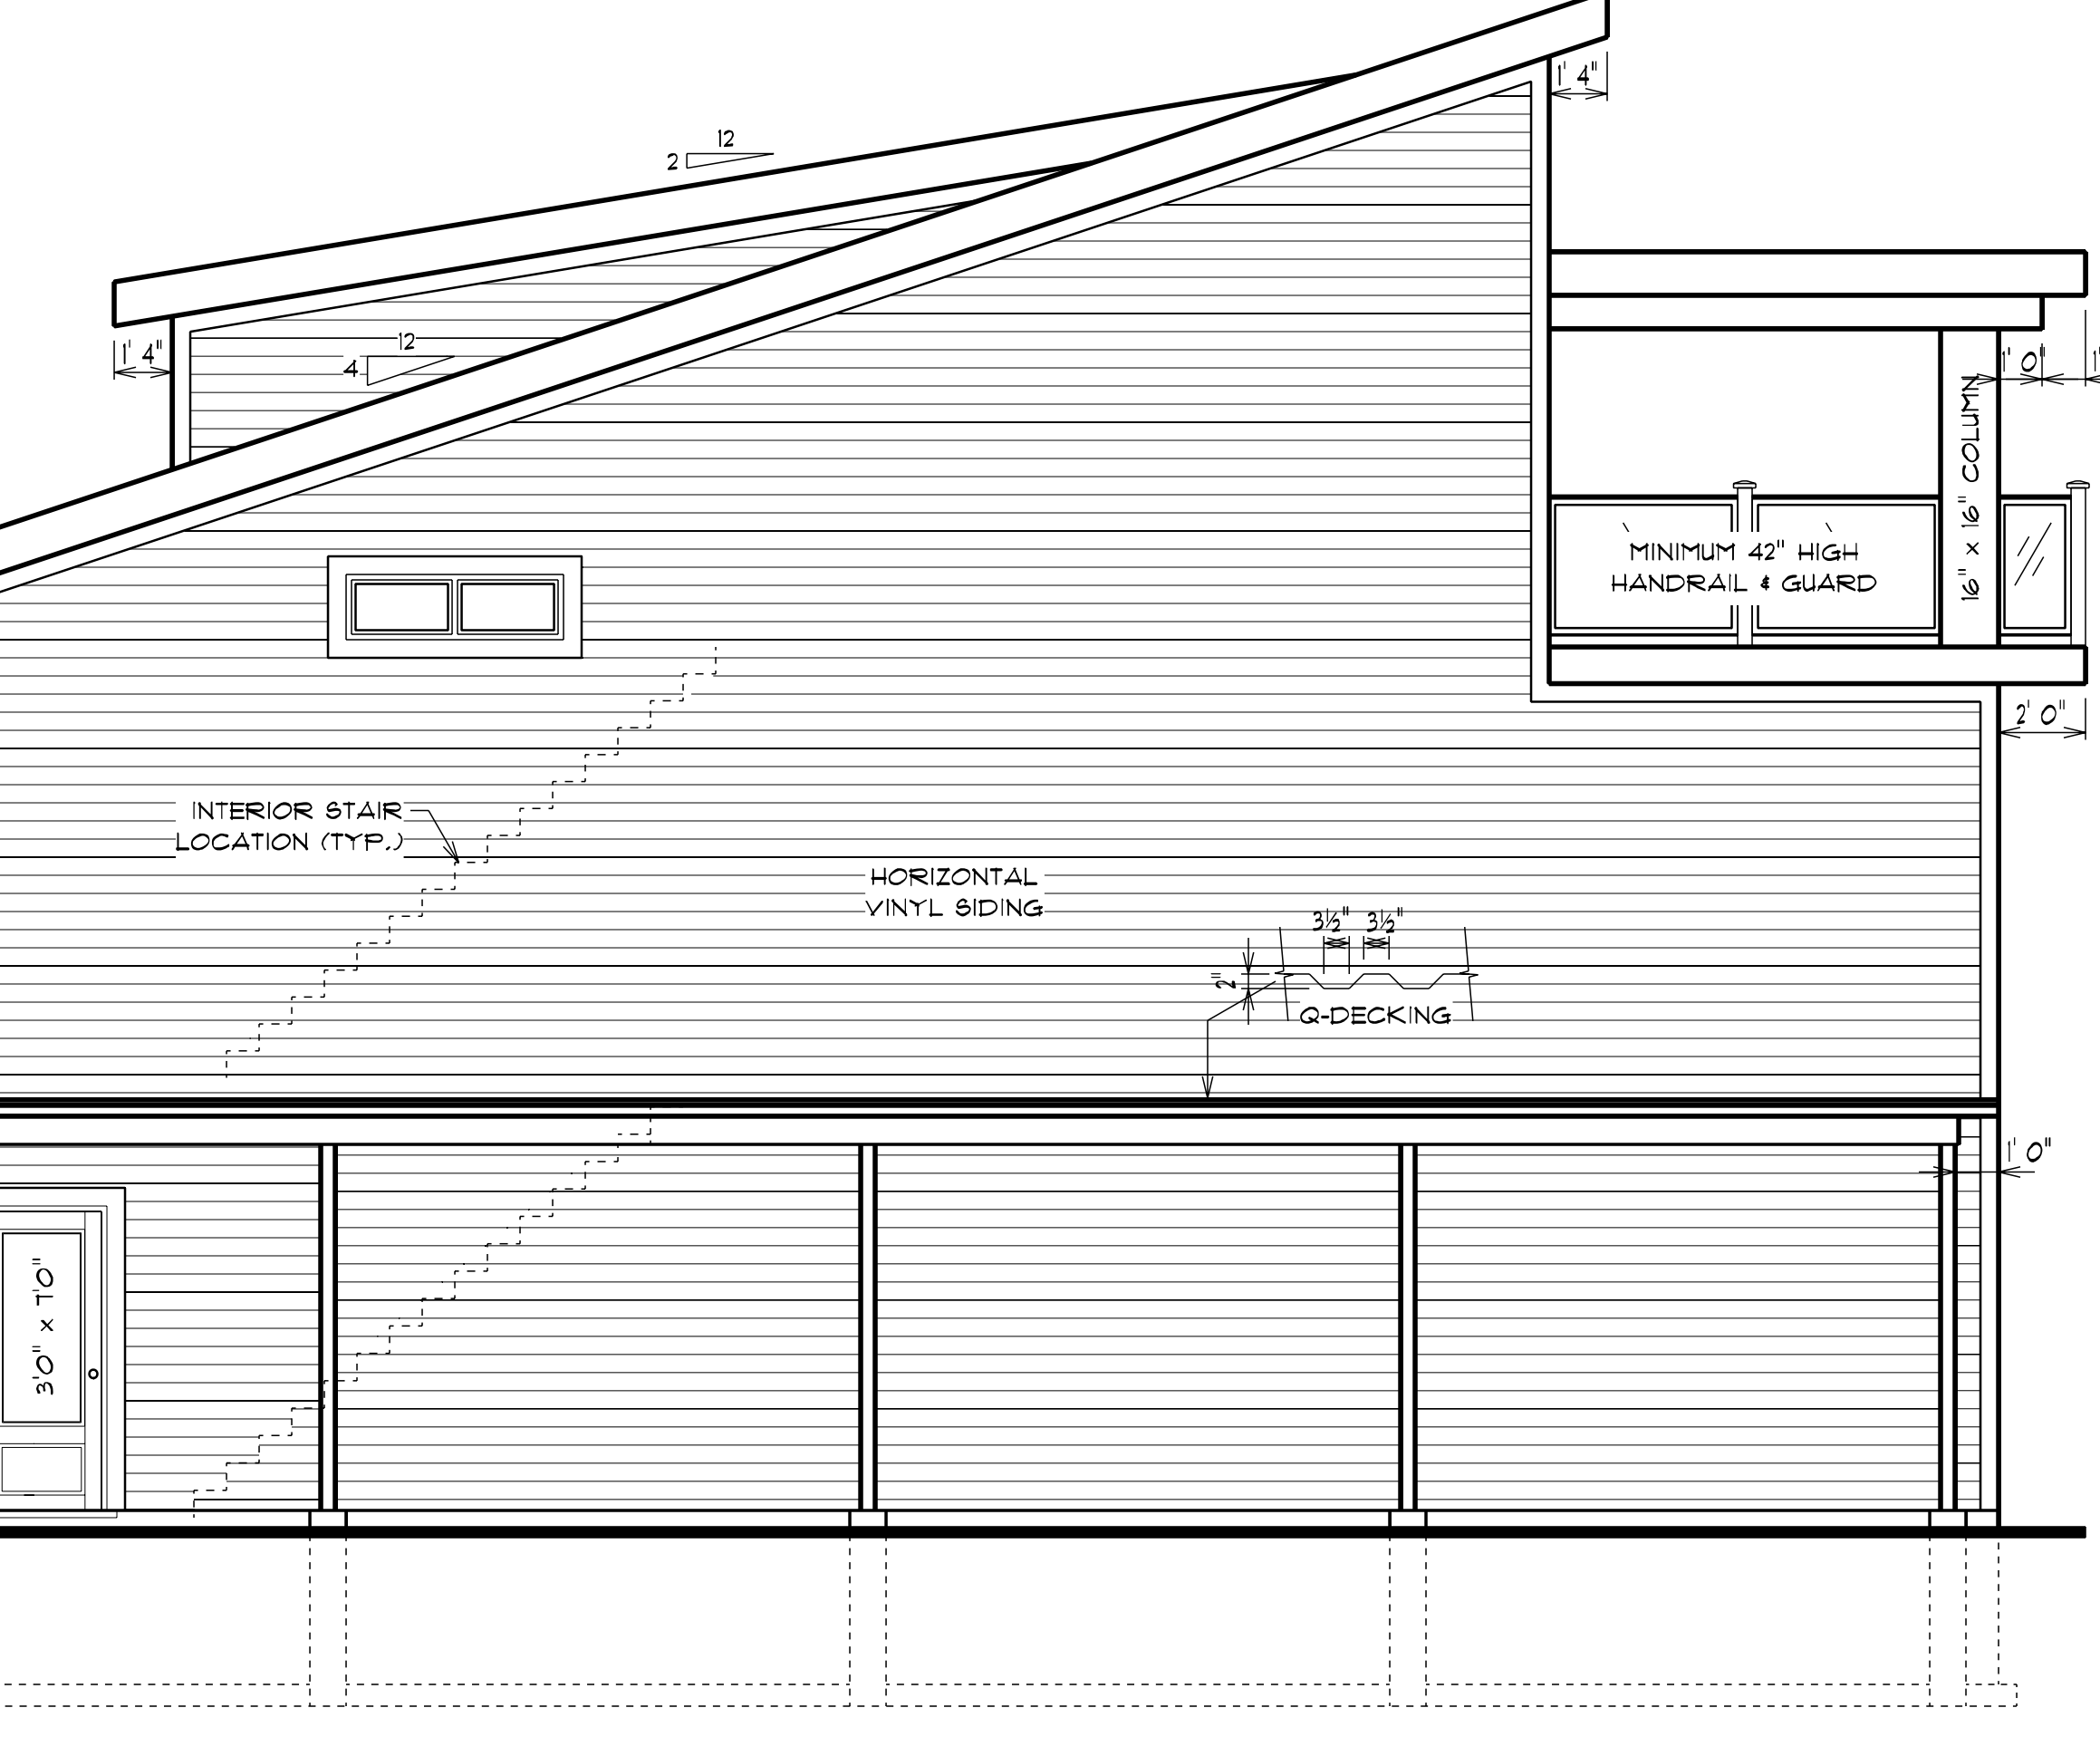 1' 4"
12
2
12
4
1' 4"
1' 0"
1'
16" x 16" COLUMN
MINIMUM 42" HIGH
HANDRAIL & GUARD
2' 0"
INTERIOR STAIR
LOCATION (TYP.)
HORIZONTAL
VINYL SIDING
3½" 3½"
2"
Q-DECKING
1' 0"
3'0" x 7'0"